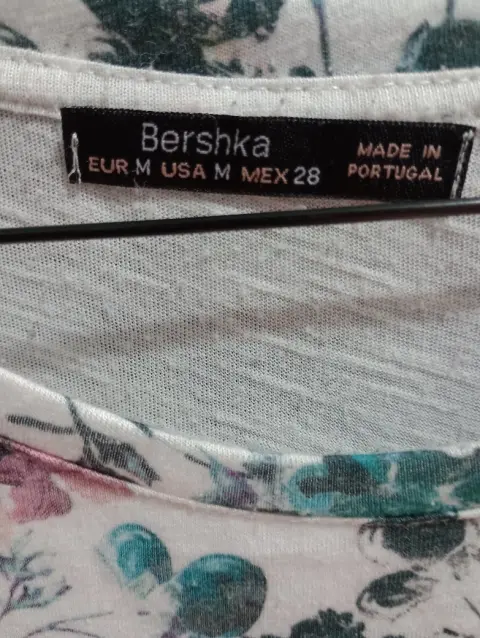 Bershka
EUR M USA M MEX 28
MADE IN
PORTUGAL